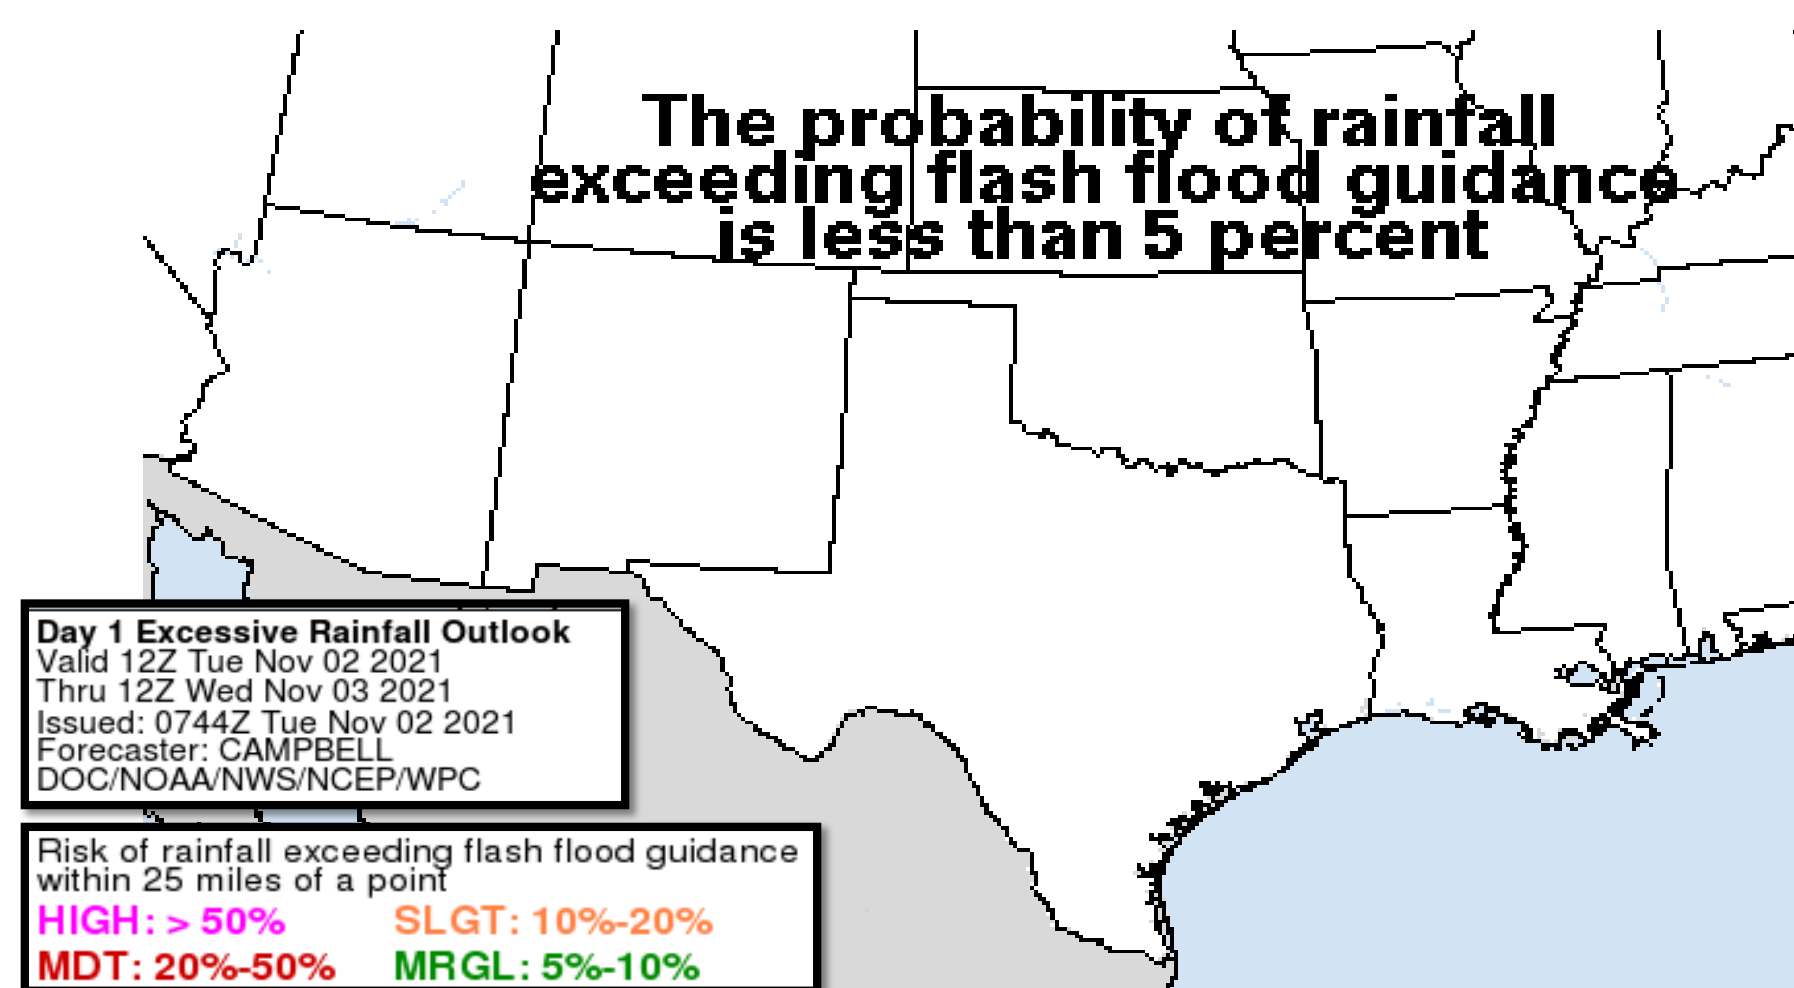 The probability of rainfall
exceeding flash flood guidance
is less than 5 percent
Day 1 Excessive Rainfall Outlook
Valid 12Z Tue Nov 02 2021
Thru 12Z Wed Nov 03 2021
Issued: 0744Z Tue Nov 02 2021
Forecaster: CAMPBELL
DOC/NOAA/NWS/NCEP/WPC
Risk of rainfall exceeding flash flood guidance
within 25 miles of a point
HIGH: > 50% SLGT: 10%-20%
MDT: 20%-50% MRGL: 5%-10%